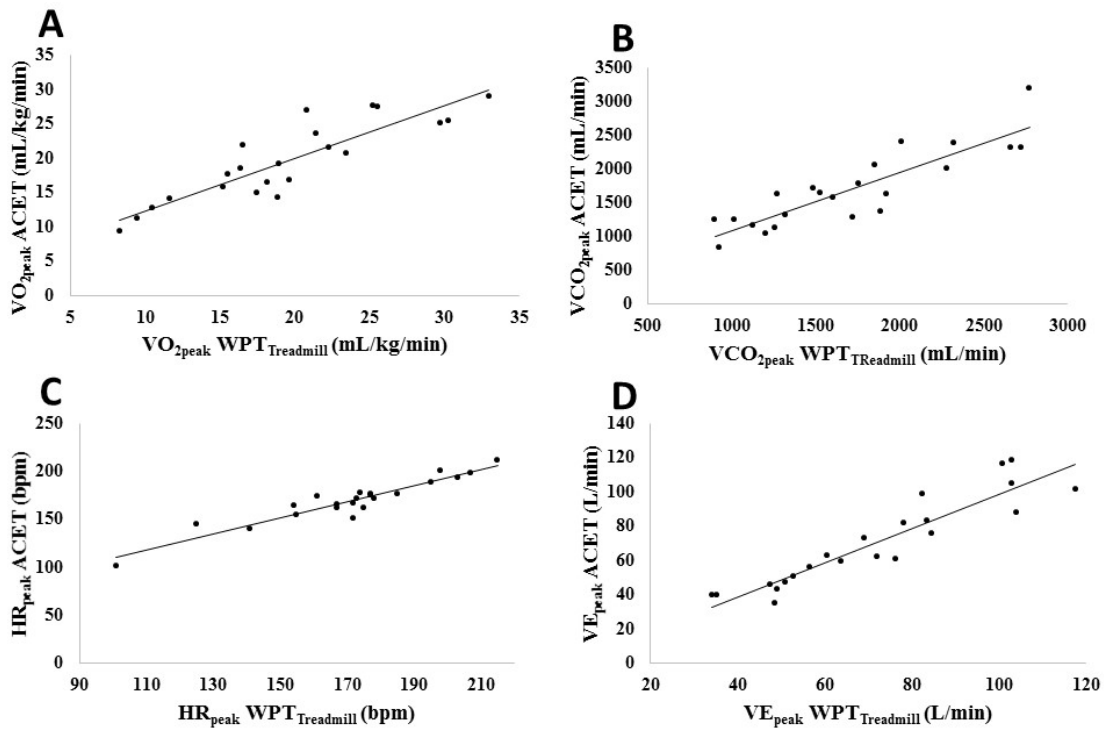 A
VO2peak ACET (mL/kg/min)
35
30
25
20
15
10
5
0
5 10 15 20 25 30 35
VO2peak WPTTreadmill (mL/kg/min)
B
VCO2peak ACET (mL/min)
3500
3000
2500
2000
1500
1000
500
0
500 1000 1500 2000 2500 3000
VCO2peak WPTTReadmill (mL/min)
C
HRpeak ACET (bpm)
250
200
150
100
50
0
90 110 130 150 170 190 210
HRpeak WPTTreadmill (bpm)
D
VEpeak ACET (L/min)
140
120
100
80
60
40
20
0
20 40 60 80 100 120
VEpeak WPTTreadmill (L/min)